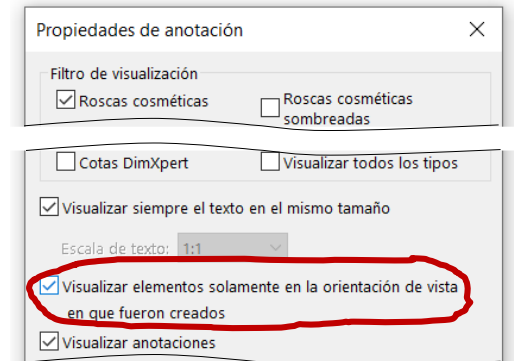 Propiedades de anotación
Filtro de visualización
Roscas cosméticas
Roscas cosméticas
sombreadas
Cotas DimXpert
Visualizar todos los tipos
Visualizar siempre el texto en el mismo tamaño
Escala de texto: 1:1
Visualizar elementos solamente en la orientación de vista
en que fueron creados
Visualizar anotaciones